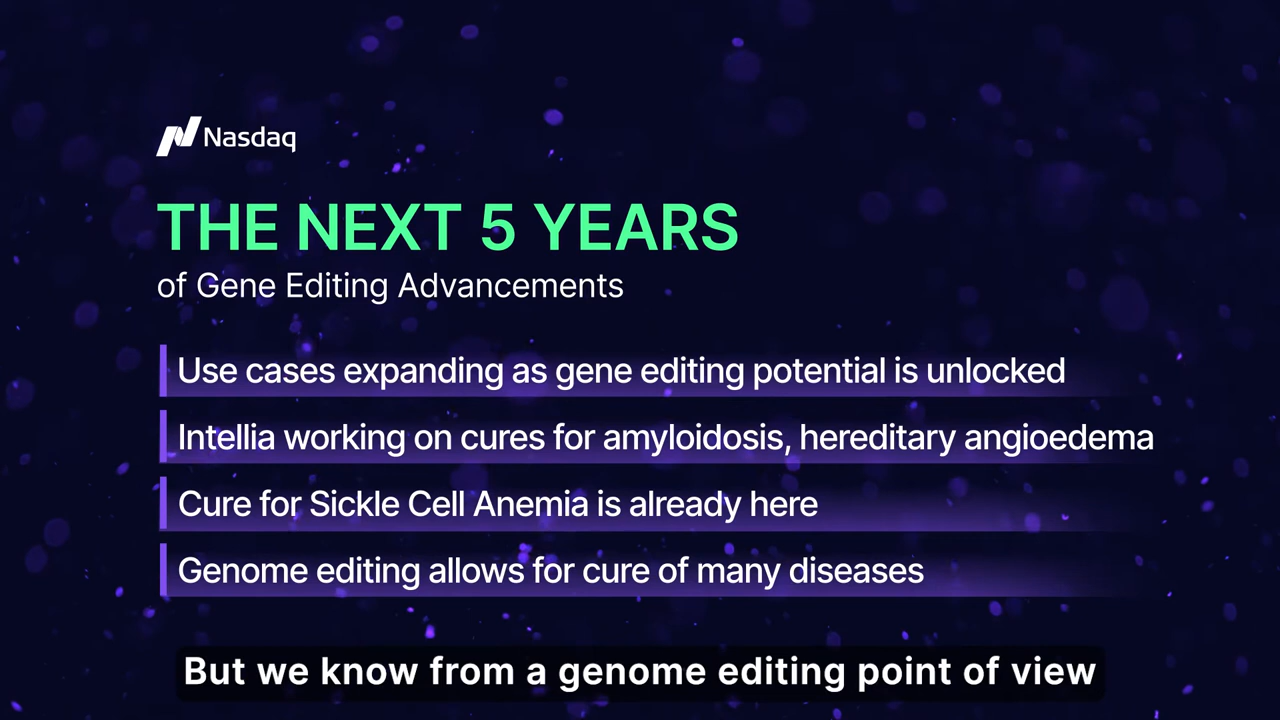 Nasdaq
THE NEXT 5 YEARS
of Gene Editing Advancements
Use cases expanding as gene editing potential is unlocked
Intellia working on cures for amyloidosis, hereditary angioedema
Cure for Sickle Cell Anemia is already here
Genome editing allows for cure of many diseases
But we know from a genome editing point of view